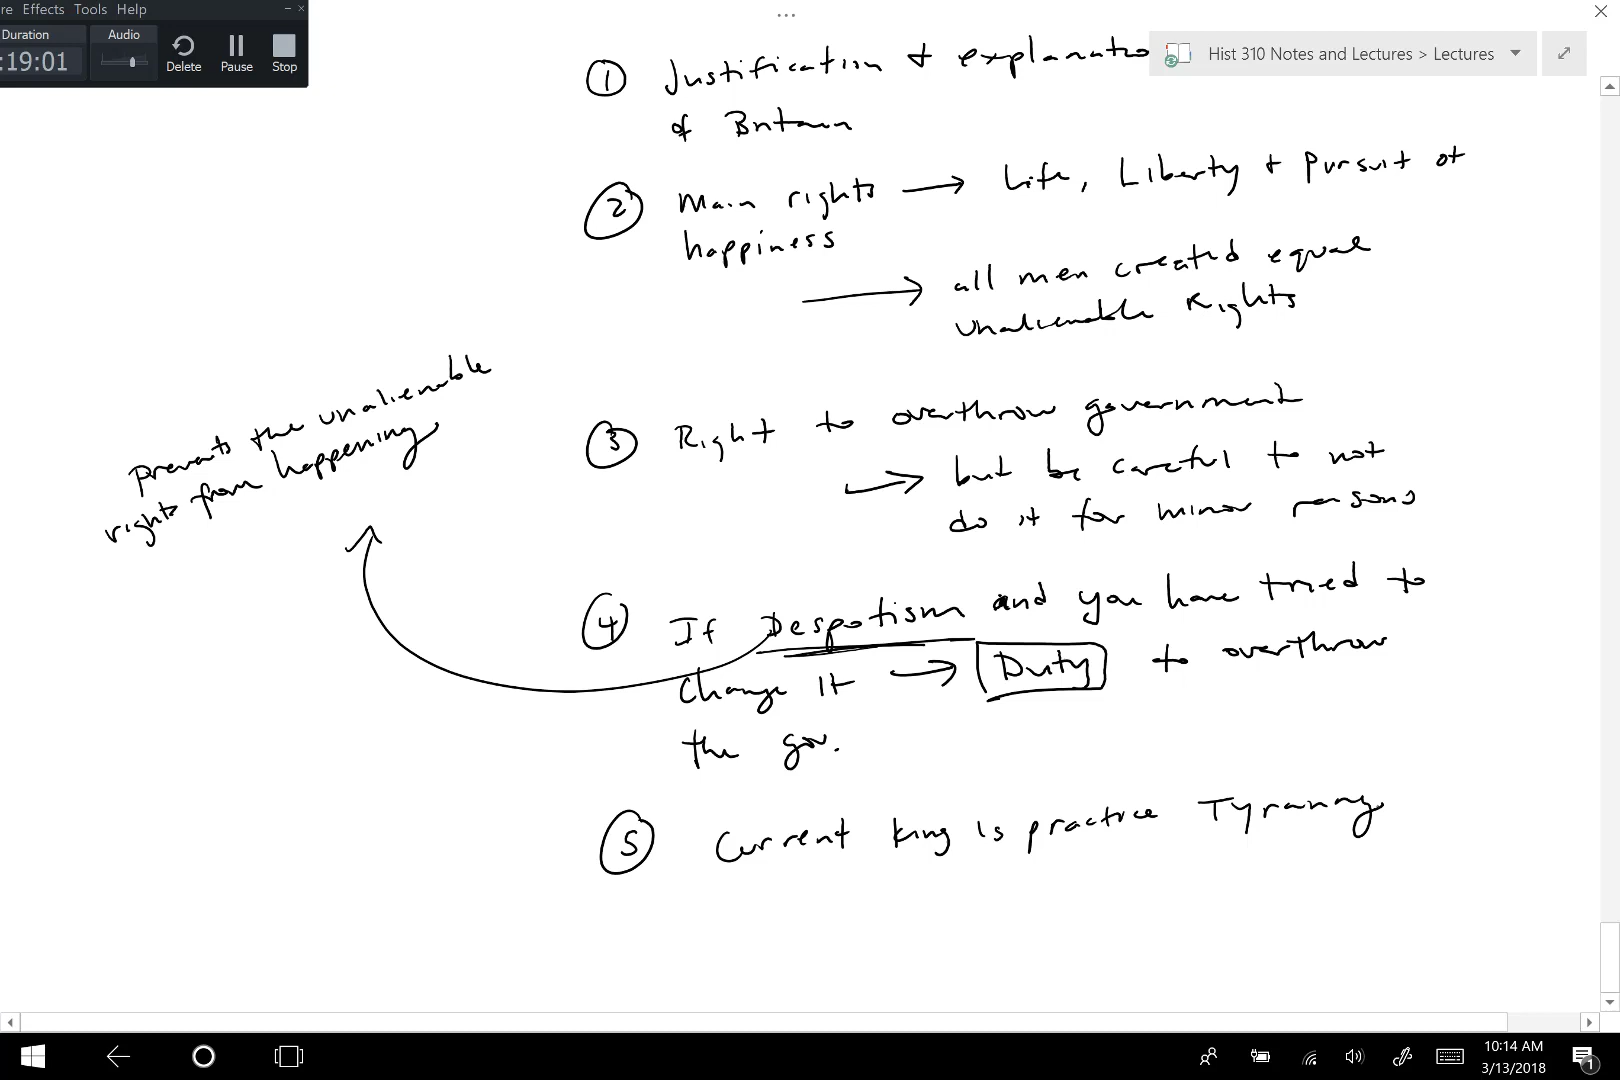 re Effects Tools Help
Duration
Audio
:19:01
Delete
Pause
Stop
Hist 310 Notes and Lectures > Lectures
① Justification + explanatio
of Britain
② Main rights → Life, Liberty + Pursuit of
happiness
→ all men created equal
unalienable Rights
prevents the unalienable
rights from happening
③ Right to overthrow government
→ but be careful to not
do it for minor reasons
④ If Despotism and you have tried to
change it → Duty to overthrow
the gov.
⑤ Current king is practice Tyranny
10:14 AM
3/13/2018
1